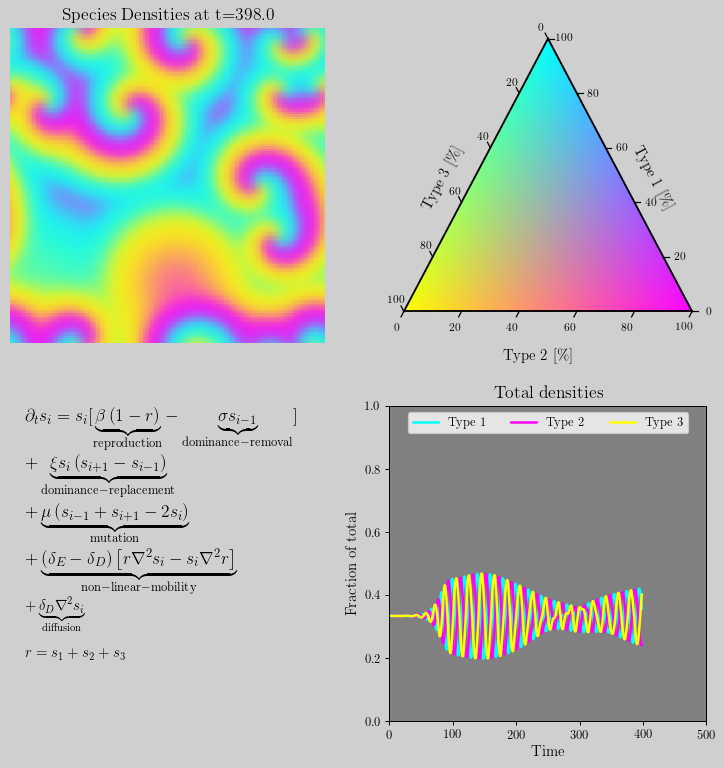 Species Densities at t=398.0
0
100
20
80
40
60
Type 3 [%]
Type 1 [%]
60
40
80
20
100
0
0 20 40 60 80 100
Type 2 [%]
∂ₜsᵢ = sᵢ[ β (1 − r) − σsᵢ₋₁ ]
reproduction dominance−removal
+ ξsᵢ (sᵢ₊₁ − sᵢ₋₁)
dominance−replacement
+ μ (sᵢ₋₁ + sᵢ₊₁ − 2sᵢ)
mutation
+ (δ_E − δ_D) [r∇²sᵢ − sᵢ∇²r]
non−linear−mobility
+ δ_D∇²sᵢ
diffusion
r = s₁ + s₂ + s₃
Total densities
Type 1 Type 2 Type 3
Fraction of total
1.0
0.8
0.6
0.4
0.2
0.0
0 100 200 300 400 500
Time